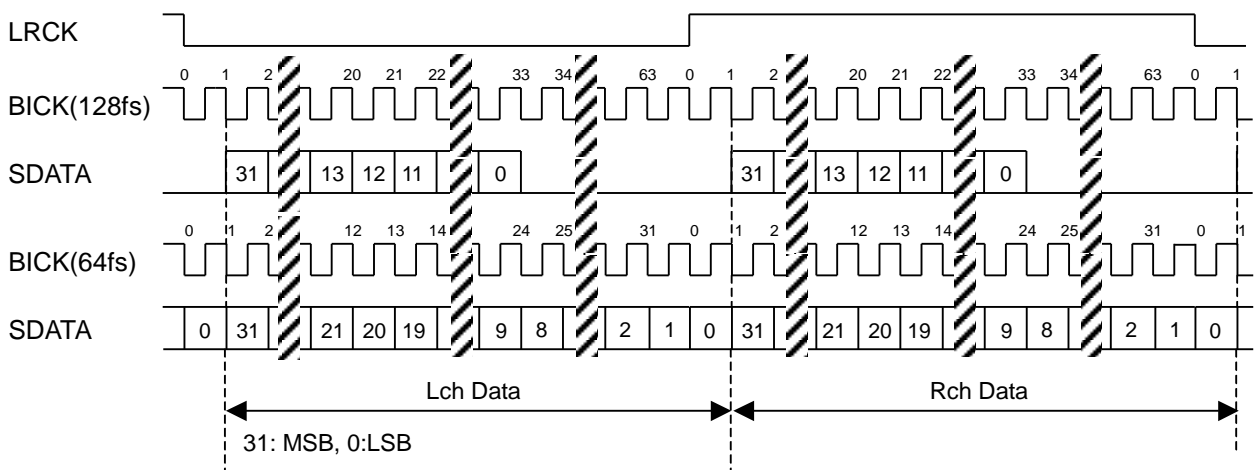 LRCK
0 1 2 20 21 22 33 34 63 0 1 2 20 21 22 33 34 63 0 1
BICK(128fs)
SDATA 31 13 12 11 0 31 13 12 11 0
0 1 2 12 13 14 24 25 31 0 1 2 12 13 14 24 25 31 0 1
BICK(64fs)
SDATA 0 31 21 20 19 9 8 2 1 0 31 21 20 19 9 8 2 1 0
Lch Data Rch Data
31: MSB, 0:LSB